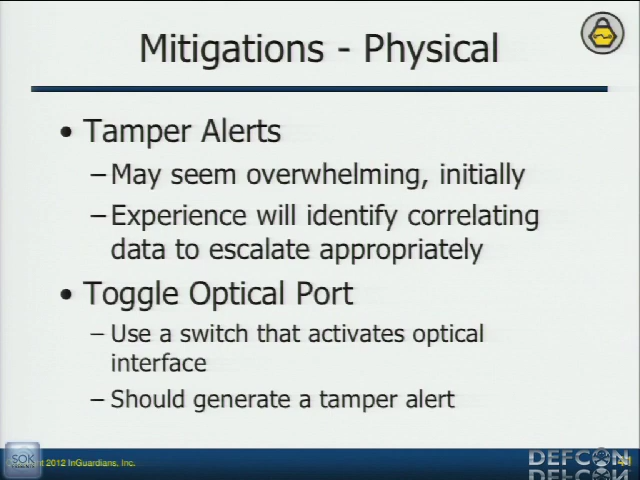 Mitigations - Physical
• Tamper Alerts
– May seem overwhelming, initially
– Experience will identify correlating
data to escalate appropriately
• Toggle Optical Port
– Use a switch that activates optical
interface
– Should generate a tamper alert
2012 InGuardians, Inc.
DEFCON
SOK